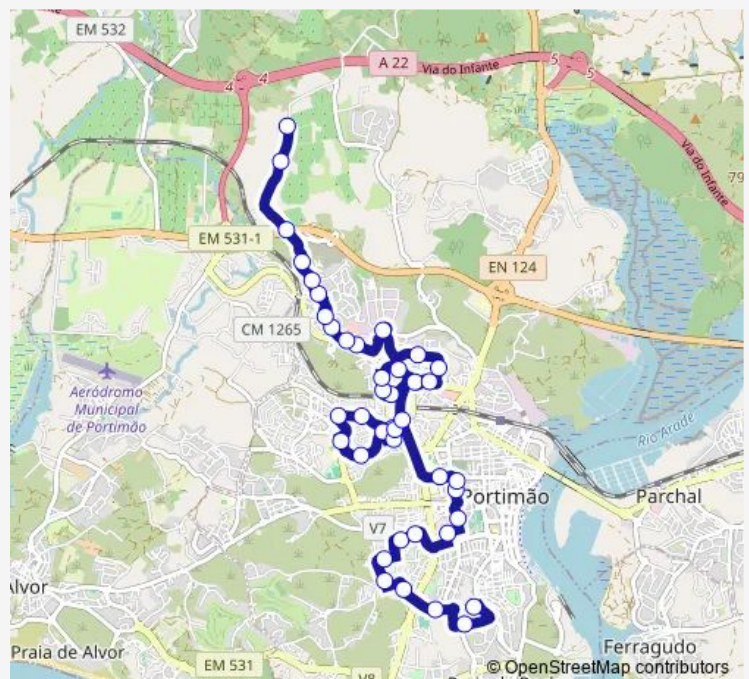 EM 532
4
4
A 22
Via do Infante
5
5
Via do Infante
79
EM 531-1
EN 124
CM 1265
Aeródromo
Municipal
de Portimão
Rio Arade
Portimão
Parchal
V7
Alvor
Praia de Alvor
EM 531
V8
Ferragudo
© OpenStreetMap contributors